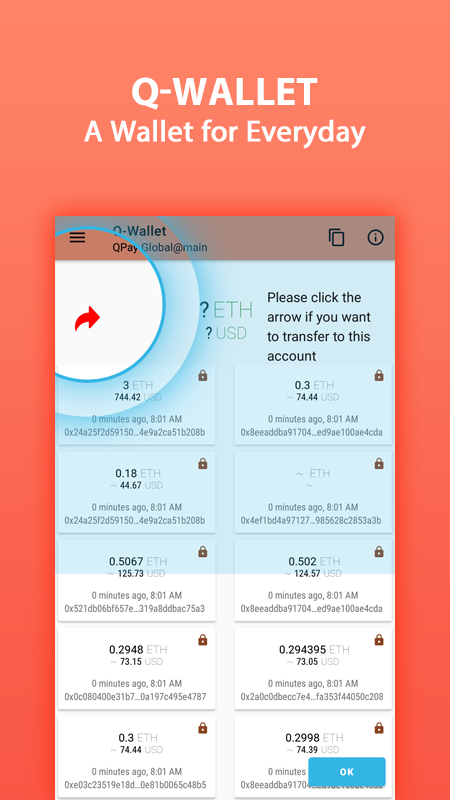 Q-WALLET
A Wallet for Everyday
Q-Wallet
QPay Global@main
? ETH
? USD
Please click the
arrow if you want
to transfer to this
account
3 ETH
744.42 USD
0 minutes ago, 8:01 AM
0x24a25f2d59150...4e9a2ca51b208b
0.3 ETH
~ 74.44 USD
0 minutes ago, 8:01 AM
0x8eeaddba91704...ed9ae100ae4cda
0.18 ETH
~ 44.67 USD
0 minutes ago, 8:01 AM
0x24a25f2d59150...4e9a2ca51b208b
~ ETH
~
0 minutes ago, 8:01 AM
0x4ef1bd4a97127...985628c2853a3b
0.5067 ETH
~ 125.73 USD
0 minutes ago, 8:01 AM
0x521db06bf657e...319a8ddbac75a3
0.502 ETH
~ 124.57 USD
0 minutes ago, 8:01 AM
0x8eeaddba91704...ed9ae100ae4cda
0.2948 ETH
~ 73.15 USD
0 minutes ago, 8:01 AM
0x0c080400e31b7...0a197c495e4787
0.294395 ETH
~ 73.05 USD
0 minutes ago, 8:01 AM
0x2a0c0dbecc7e4...fa353f44050c208
0.3 ETH
~ 74.44 USD
0 minutes ago, 8:01 AM
0xe03c23519e18d...0e81b0065c48b5
0.2998 ETH
~ 74.39 USD
0 minutes
0x8eeaddba91704...ed9ae100ae4cda
OK